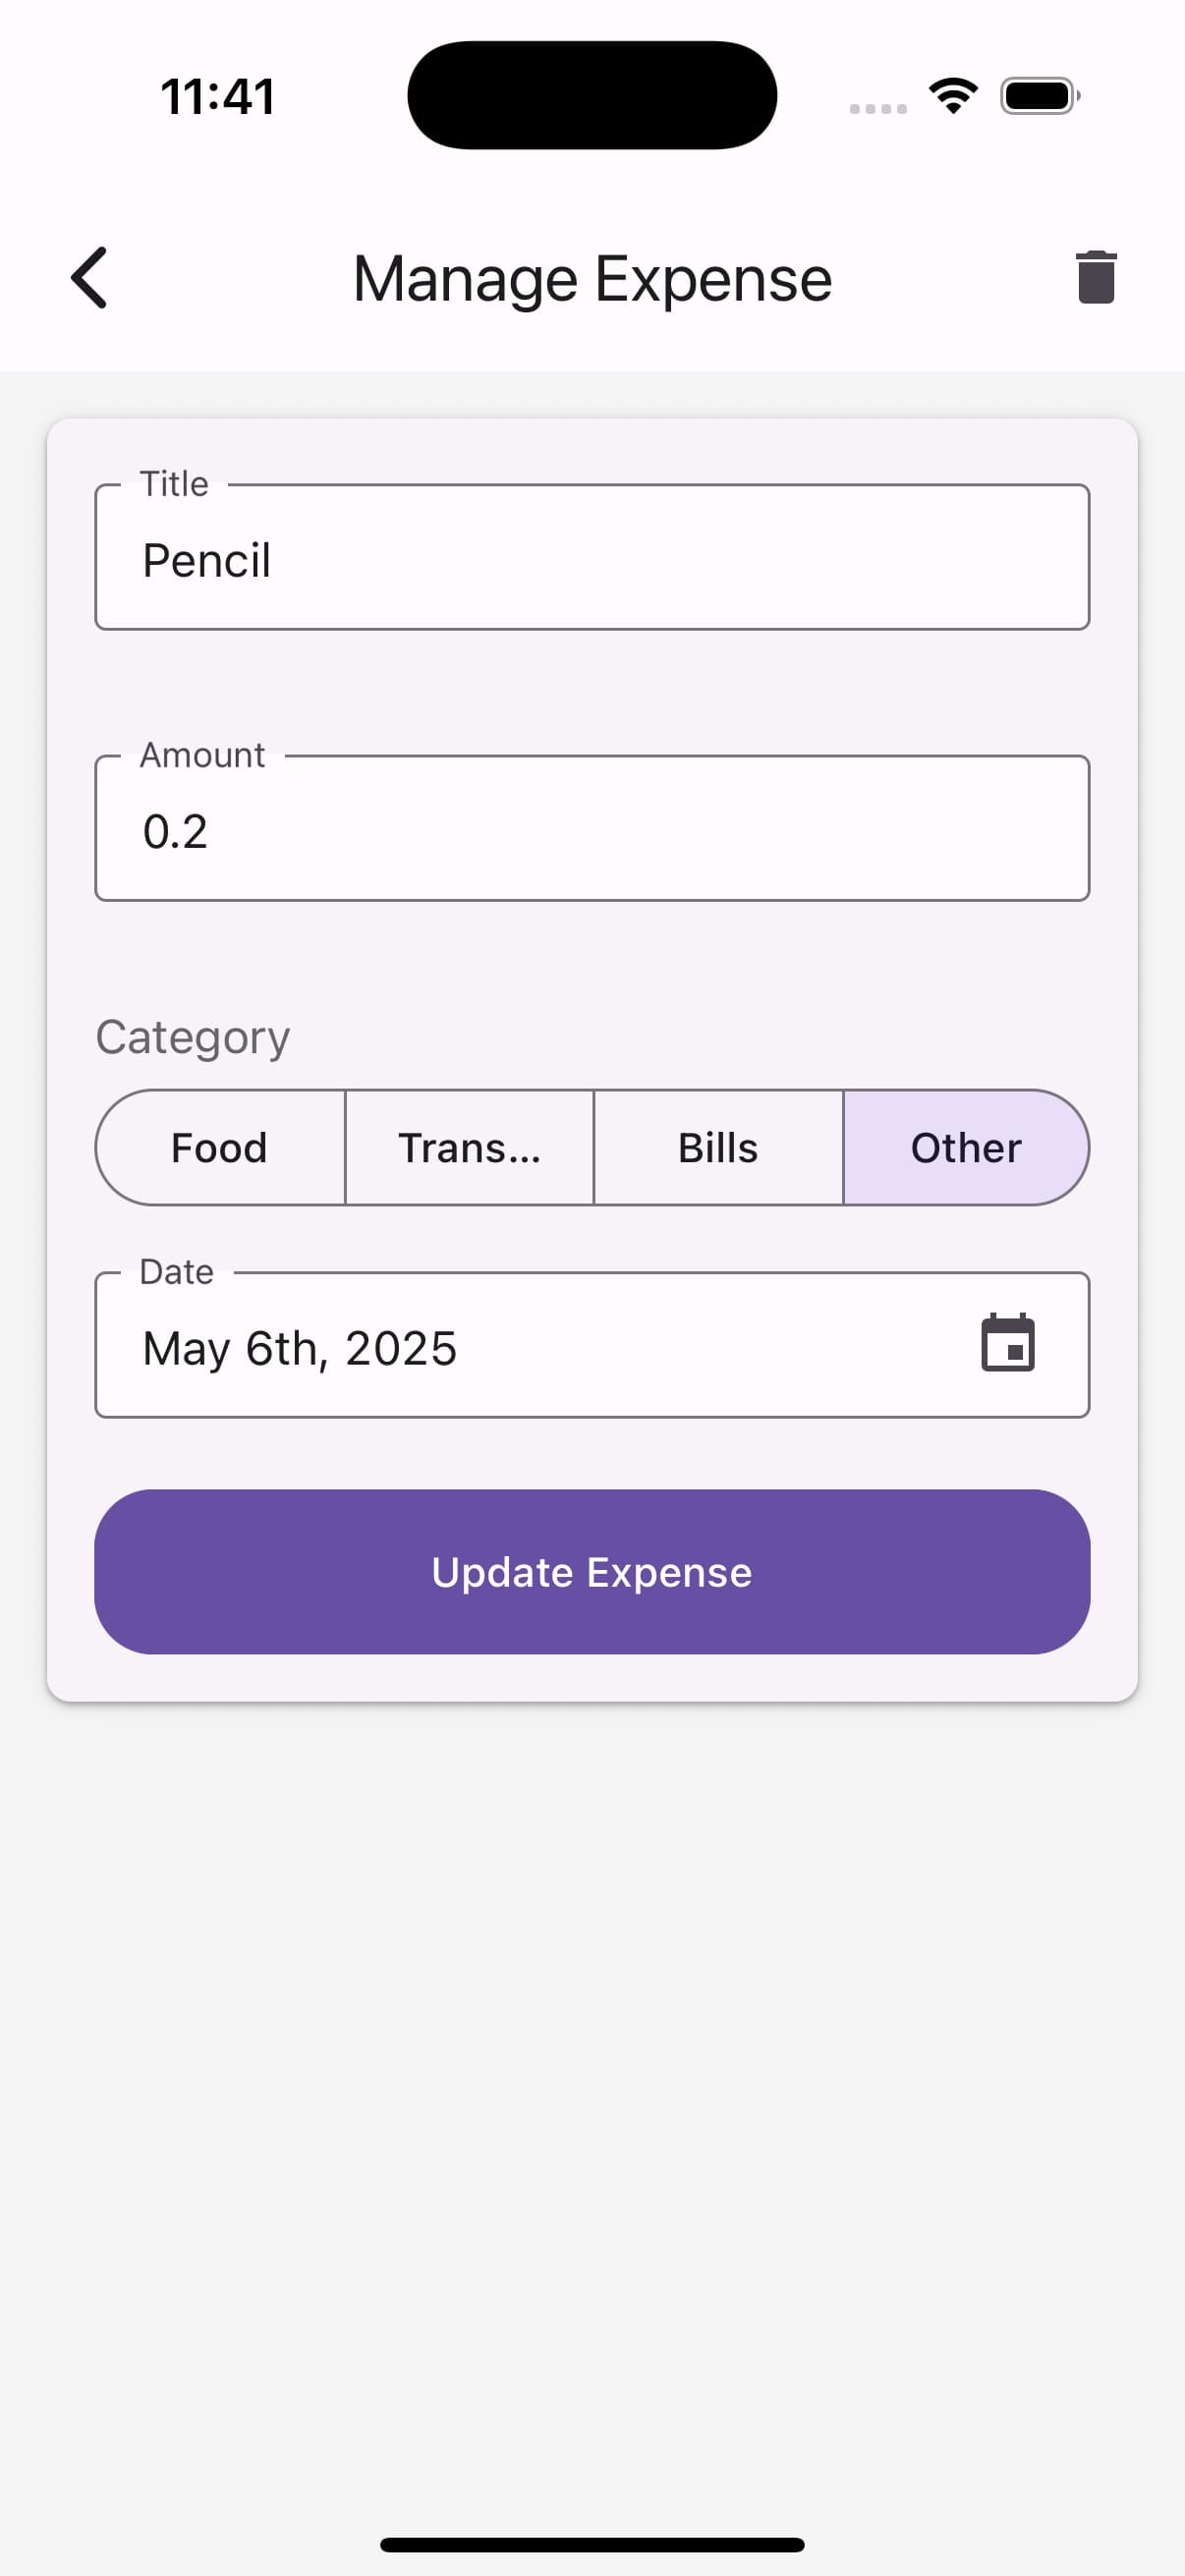 11:41
Manage Expense
Title
Pencil
Amount
0.2
Category
Food Trans... Bills Other
Date
May 6th, 2025
Update Expense